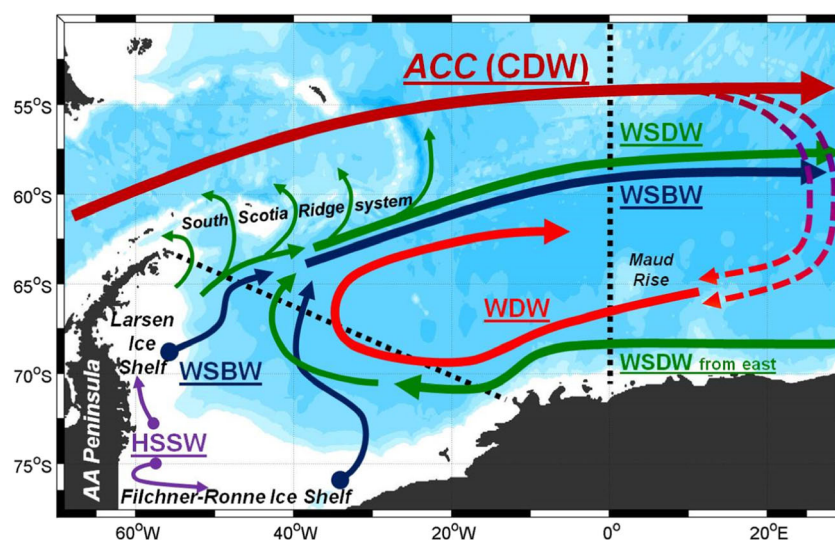 ACC (CDW)
55°S
WSDW
60°S
WSBW
South Scotia Ridge system
65°S
Maud
Rise
WDW
Larsen
Ice
Shelf
WSBW
WSDW from east
70°S
HSSW
75°S
AA Peninsula
Filchner-Ronne Ice Shelf
60°W
40°W
20°W
0°
20°E